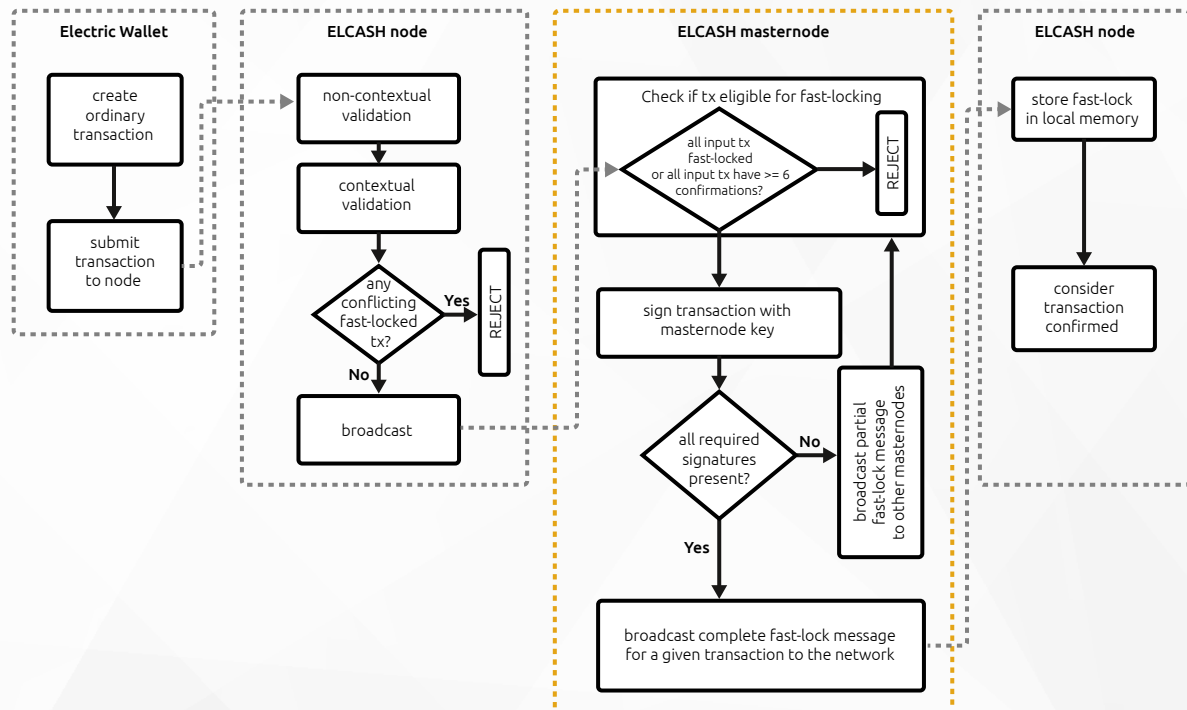 Electric Wallet
create
ordinary
transaction
submit
transaction
to node
ELCASH node
non-contextual
validation
contextual
validation
any
conflicting
fast-locked
tx?
Yes
REJECT
No
broadcast
ELCASH masternode
Check if tx eligible for fast-locking
all input tx
fast-locked
or all input tx have >= 6
confirmations?
REJECT
sign transaction with
masternode key
all required
signatures
present?
No
broadcast partial
fast-lock message
to other masternodes
Yes
broadcast complete fast-lock message
for a given transaction to the network
ELCASH node
store fast-lock
in local memory
consider
transaction
confirmed